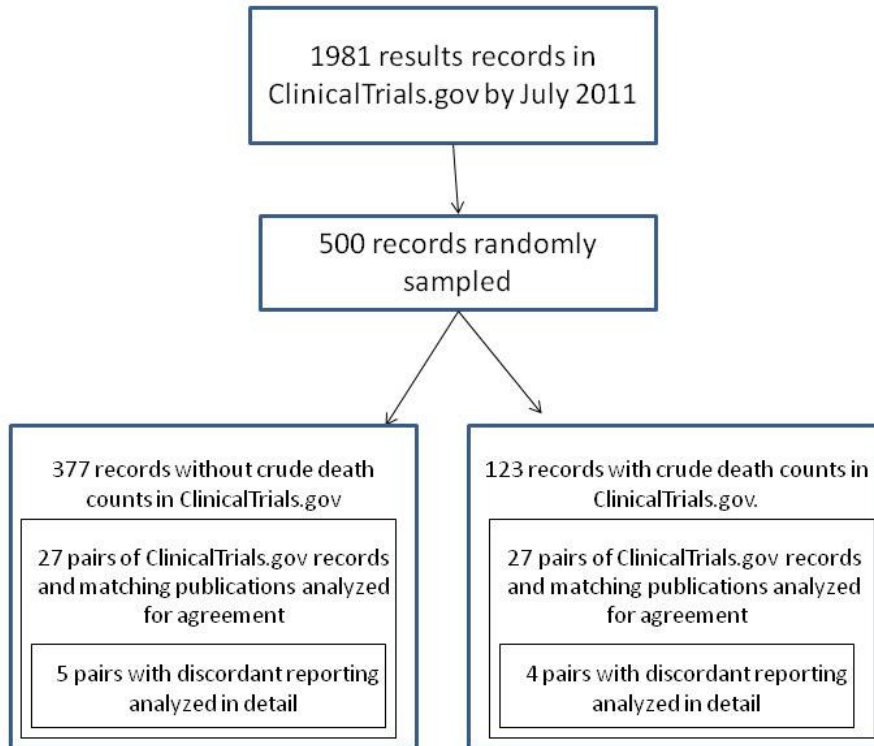 1981 results records in
ClinicalTrials.gov by July 2011
500 records randomly
sampled
377 records without crude death
counts in ClinicalTrials.gov
27 pairs of ClinicalTrials.gov records
and matching publications analyzed
for agreement
5 pairs with discordant reporting
analyzed in detail
123 records with crude death counts in
ClinicalTrials.gov.
27 pairs of ClinicalTrials.gov records
and matching publications analyzed
for agreement
4 pairs with discordant reporting
analyzed in detail